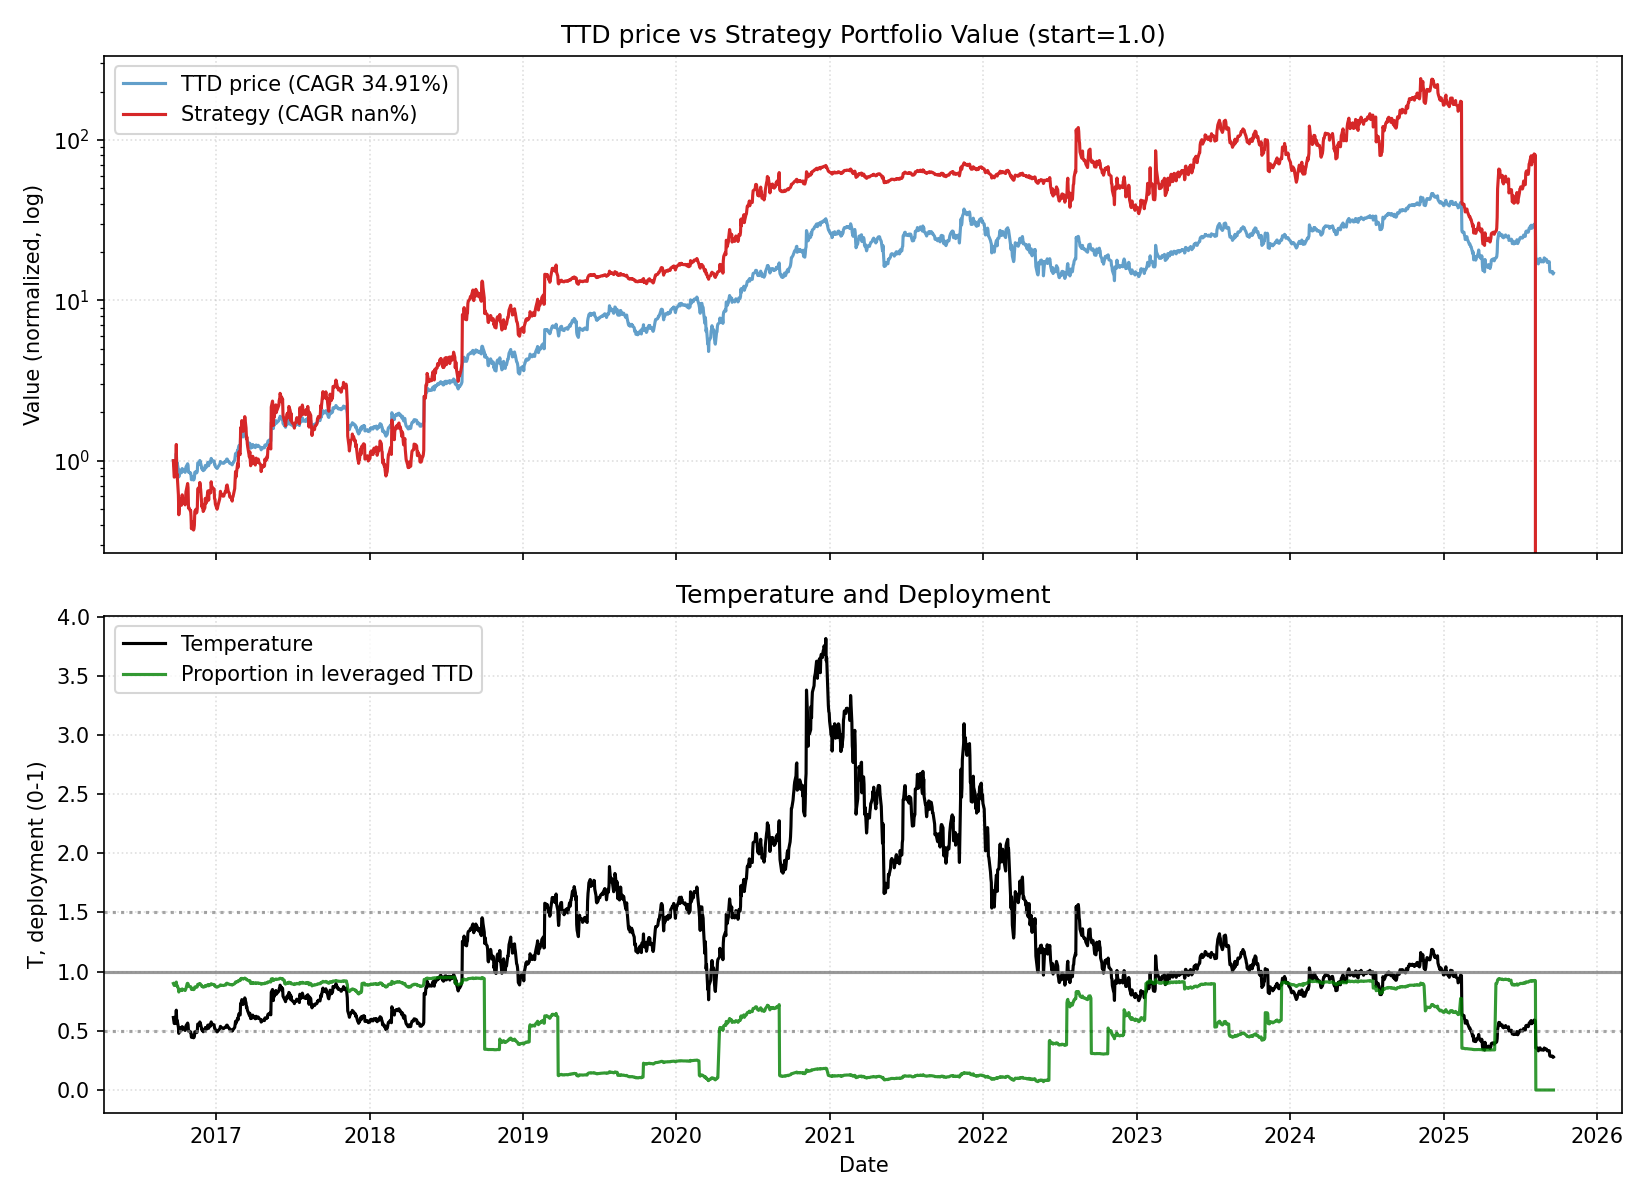 TTD price vs Strategy Portfolio Value (start=1.0)
TTD price (CAGR 34.91%)
Strategy (CAGR nan%)
Value (normalized, log)
10²
10¹
10⁰
Temperature and Deployment
Temperature
Proportion in leveraged TTD
T, deployment (0-1)
4.0
3.5
3.0
2.5
2.0
1.5
1.0
0.5
0.0
2017 2018 2019 2020 2021 2022 2023 2024 2025 2026
Date